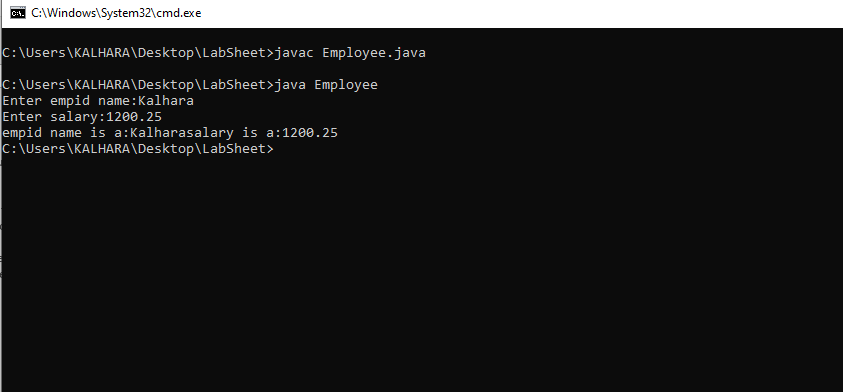 C:\Windows\System32\cmd.exe
C:\Users\KALHARA\Desktop\LabSheet>javac Employee.java
C:\Users\KALHARA\Desktop\LabSheet>java Employee
Enter empid name:Kalhara
Enter salary:1200.25
empid name is a:Kalharasalary is a:1200.25
C:\Users\KALHARA\Desktop\LabSheet>